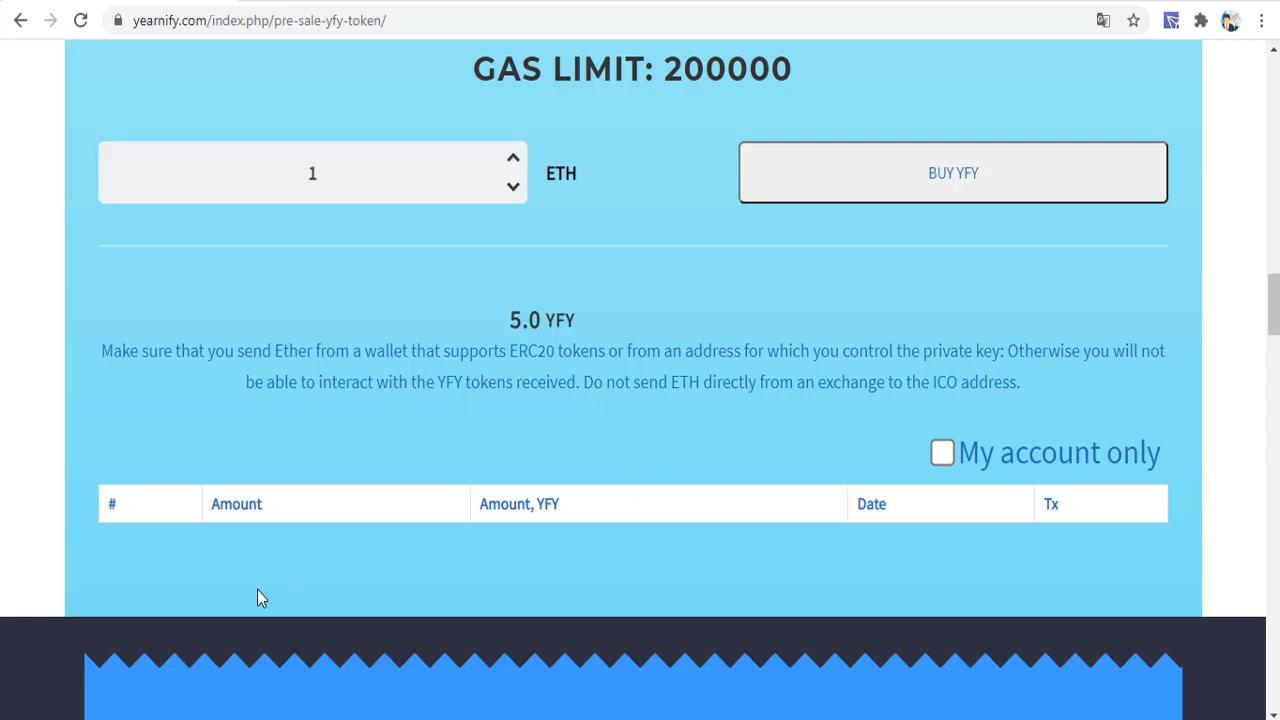 yearnify.com/index.php/pre-sale-yfy-token/
GAS LIMIT: 200000
1
ETH
BUY YFY
5.0 YFY
Make sure that you send Ether from a wallet that supports ERC20 tokens or from an address for which you control the private key: Otherwise you will not
be able to interact with the YFY tokens received. Do not send ETH directly from an exchange to the ICO address.
My account only
# Amount Amount, YFY Date Tx